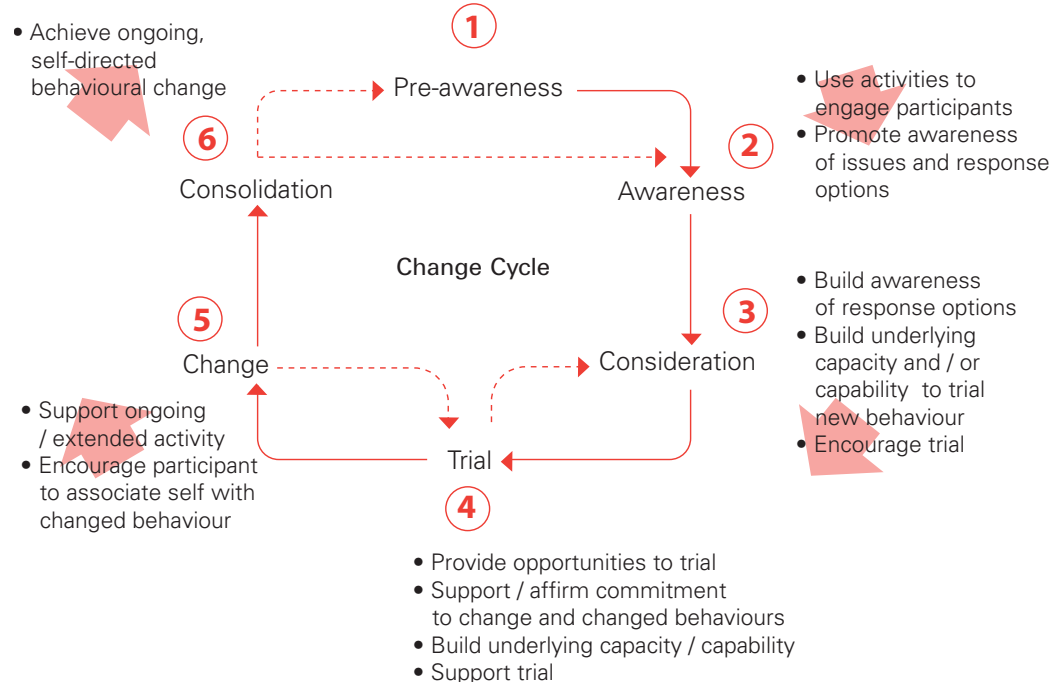 • Achieve ongoing,
self-directed
behavioural change
1
Pre-awareness
• Use activities to
engage participants
• Promote awareness
of issues and response
options
2
Awareness
6
Consolidation
Change Cycle
• Build awareness
of response options
• Build underlying
capacity and / or
capability to trial
new behaviour
• Encourage trial
3
Consideration
5
Change
• Support ongoing
/ extended activity
• Encourage participant
to associate self with
changed behaviour
Trial
4
• Provide opportunities to trial
• Support / affirm commitment
to change and changed behaviours
• Build underlying capacity / capability
• Support trial